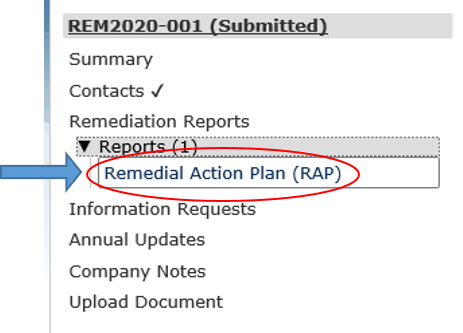 REM2020-001 (Submitted)
Summary
Contacts ✓
Remediation Reports
▼ Reports (1)
Remedial Action Plan (RAP)
Information Requests
Annual Updates
Company Notes
Upload Document